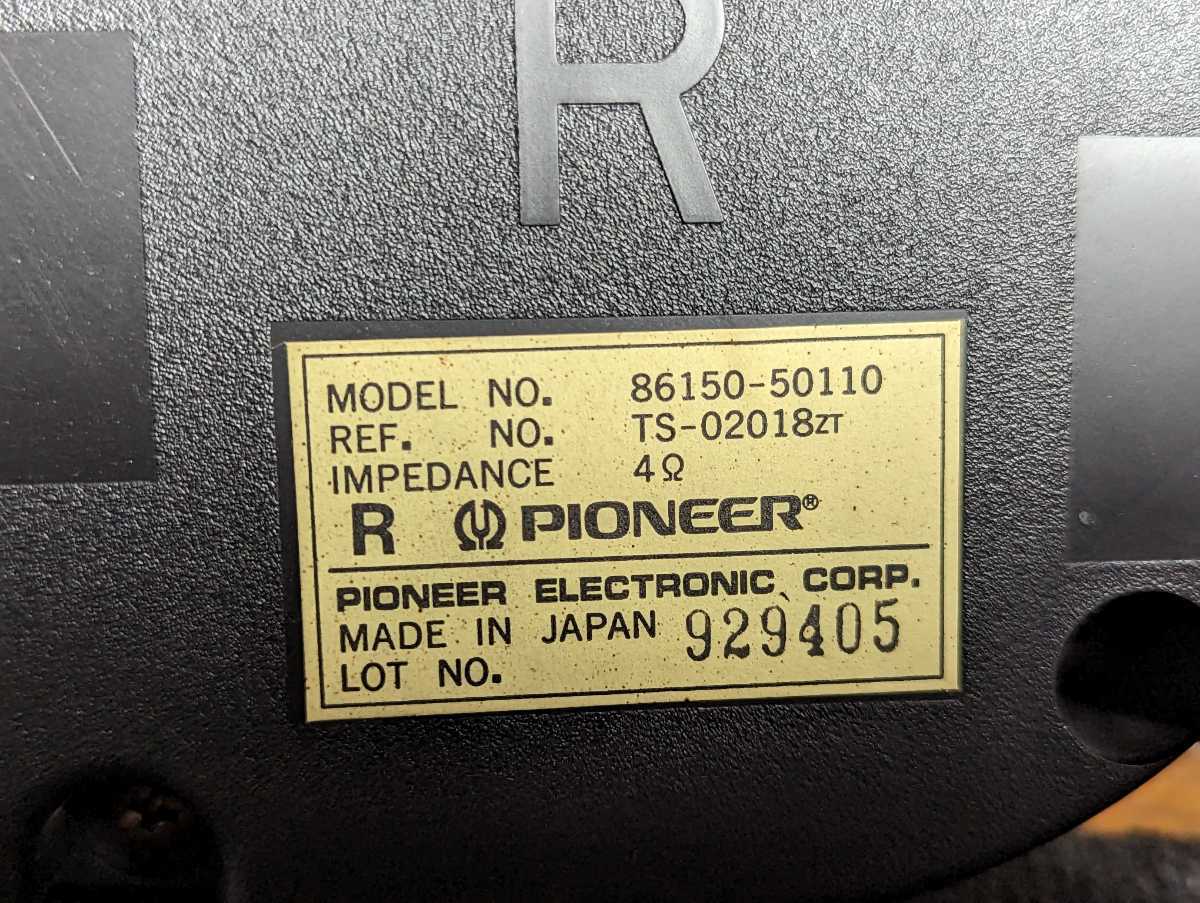 R
MODEL NO. 86150-50110
REF. NO. TS-02018ZT
IMPEDANCE 4Ω
R PIONEER®
PIONEER ELECTRONIC CORP.
MADE IN JAPAN 929405
LOT NO.